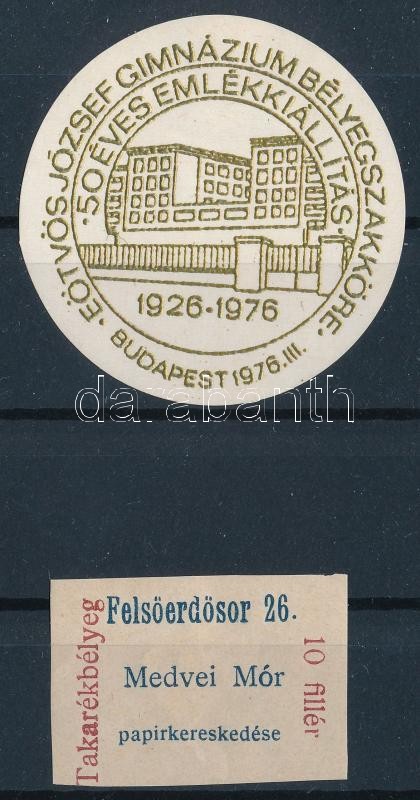 EÖTVÖS JÓZSEF GIMNÁZIUM BÉLYEGSZAKKÖRE.
·50 ÉVES EMLÉKKIÁLLÍTÁS·
1926·1976
·BUDAPEST 1976.III.
darabanth
Takarékbélyeg
Felsöerdösor 26.
Medvei Mór
papirkereskedése
10 fillér